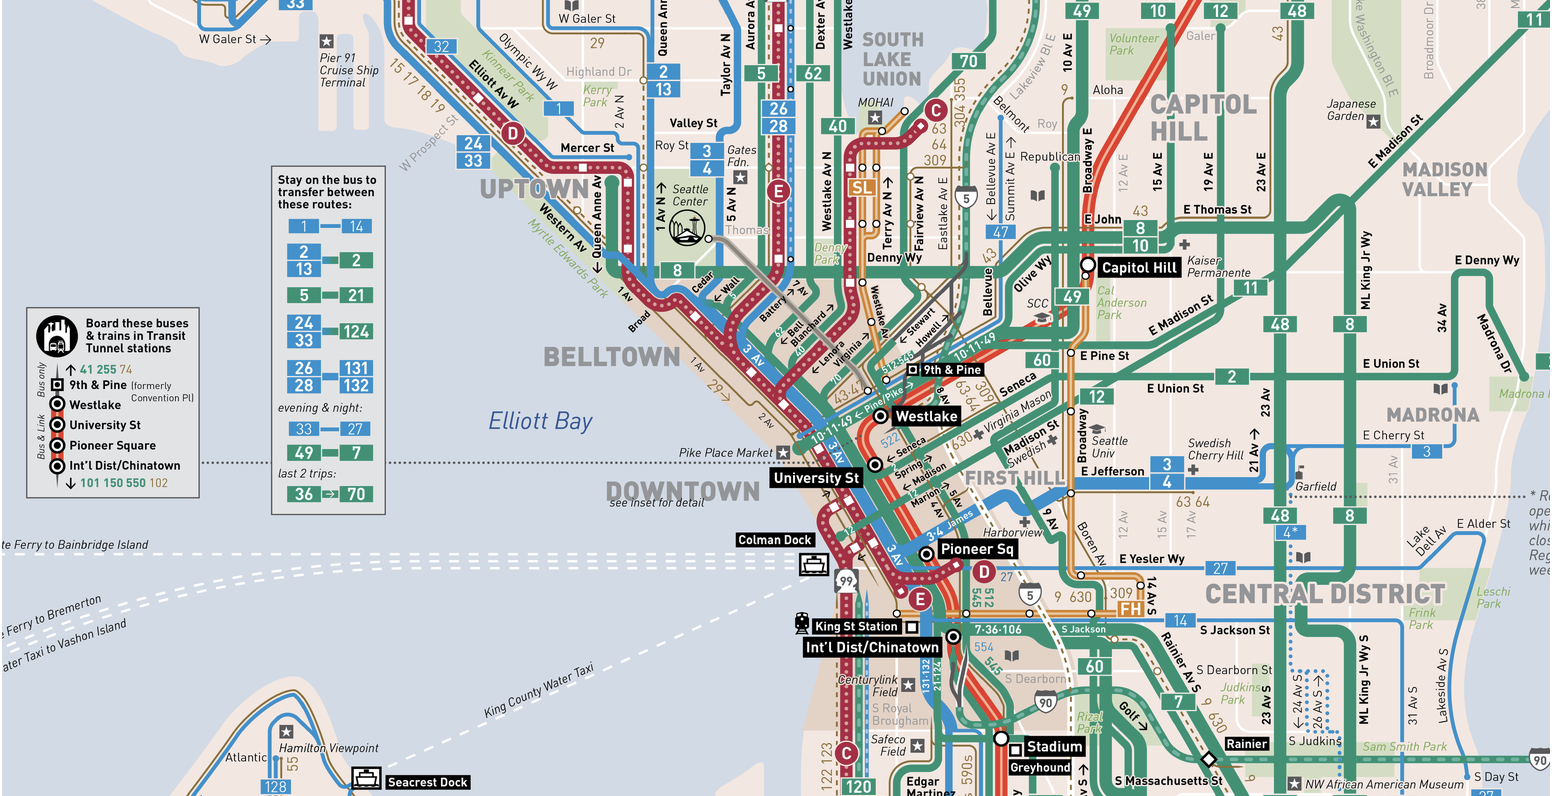 33
W Galer St →
Pier 91
Cruise Ship
Terminal
32
Kinnear Park
Elliott Av W
15 17 18 19
W Prospect St
D
24
33
Olympic Wy W
W Galer St
29
Highland Dr
Kerry
Park
1
2 Av N
Mercer St
UPTOWN
Queen Ann
2
13
Taylor Av N
Valley St
Roy St
3
4
Gates
Fdn.
Seattle
Center
1 Av N →
5 Av N
Thomas
← Queen Anne Av
Western Av
Myrtle Edwards Park
8
Aurora A
Dexter A
Westlake
5
62
26
28
40
E
SOUTH
LAKE
UNION
70
MOHAI
C
304 355
63
64
309
SL
Westlake Av N
Terry Av N →
Fairview Av N
Eastlake Av E
Denny
Park
Denny Wy
5
Lakeview Bl E
Belmont
Roy
← Bellevue Av E
Summit Av E →
47
43
Bellevue
Olive Wy
Republican
49
10
12
48
11
10 Av E
Volunteer
Park
Galer
43
Lake Washington Bl E
Broadmoor Dr
Aloha
9
CAPITOL
HILL
Broadway E
12 Av E
15 Av E
19 Av E
23 Av E
Japanese
Garden
E Madison St
MADISON
VALLEY
E John
43
8
10
E Thomas St
Capitol Hill
Kaiser
Permanente
49
Cal
Anderson
Park
SCC
11
E Madison St
48
8
ML King Jr Wy N
E Denny Wy
34 Av
Madrona Dr
60
E Pine St
E Union St
2
E Union St
Madrona
MADRONA
12
23 Av
Broadway
Seattle
Univ
Swedish
Cherry Hill
21 Av →
E Cherry St
3
E Jefferson
3
4
31 Av
Garfield
63 64
12 Av
15 Av
17 Av
48
8
4*
9 Av
Boren Av
E Yesler Wy
27
Lake
Dell Av
E Alder St
CENTRAL DISTRICT
Leschi
Park
Frink
Park
14 Av S
309
FH
9 630
14
S Jackson St
S Jackson
7·36·106
60
Rainier Av S
S Dearborn St
S Dearborn
Judkins
Park
23 Av S
← 24 Av S
26 Av S →
ML King Jr Wy S
31 Av S
Lakeside Av S
S Judkins
Sam Smith Park
7
9 630
Golf →
Rizal
Park
90
Rainier
S Massachusetts St
NW African American Museum
S Day St
90
27
Stay on the bus to
transfer between
these routes:
1 14
2
13 2
5 21
24
33 124
26 131
28 132
evening & night:
33 27
49 7
last 2 trips:
36 → 70
Board these buses
& trains in Transit
Tunnel stations
Bus only
↑ 41 255 74
9th & Pine (formerly
Convention Pl)
Bus & Link
Westlake
University St
Pioneer Square
Int'l Dist/Chinatown
↓ 101 150 550 102
1 Av
Broad
Cedar
← Wall
Battery →
← Bell
Blanchard →
← Lenora
Virginia →
7 Av
62
40
70
Westlake Av
← Stewart
Howell →
BELLTOWN
3 Av
1 Av
29 →
2 Av
Elliott Bay
10·11·49
9th & Pine
← Pine/Pike →
Westlake
522
10·11·49
Pike Place Market
3 Av
University St
DOWNTOWN
see inset for detail
8 Av
630
Seneca
Virginia Mason
Madison St
Swedish
← Seneca
Spring →
← Madison
Marion →
12
5 Av
4 Av
FIRST HILL
3·4 James
Harborview
Colman Dock
3 Av
Pioneer Sq
D
27
E
512
545
5
99
King St Station
Int'l Dist/Chinatown
554
545
131·132
21·124
Centurylink
Field
S Royal
Brougham
Safeco
Field
Stadium
Greyhound
590s
Edgar
Martinez
122 123
C
120
te Ferry to Bainbridge Island
e Ferry to Bremerton
ater Taxi to Vashon Island
King County Water Taxi
Atlantic
Hamilton Viewpoint
55
128
Seacrest Dock